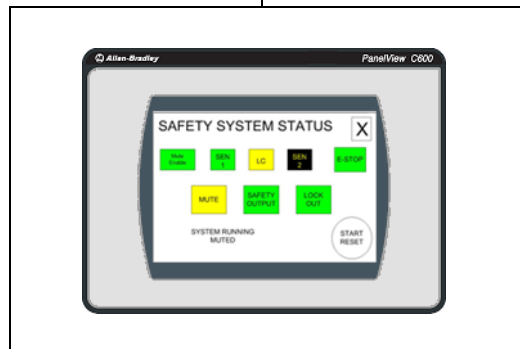 Allen-Bradley
PanelView C600
SAFETY SYSTEM STATUS
X
Mute
Enable
SEN
1
LC
SEN
2
E-STOP
MUTE
SAFETY
OUTPUT
LOCK
OUT
SYSTEM RUNNING
MUTED
START
RESET